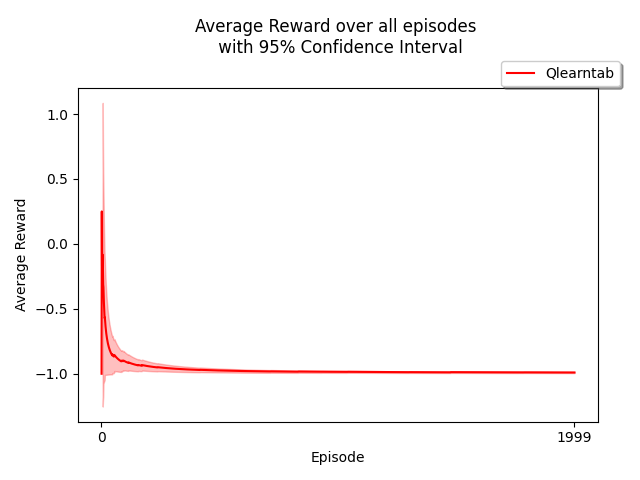 Average Reward over all episodes
with 95% Confidence Interval
Qlearntab
1.0
0.5
0.0
−0.5
−1.0
Average Reward
0
1999
Episode